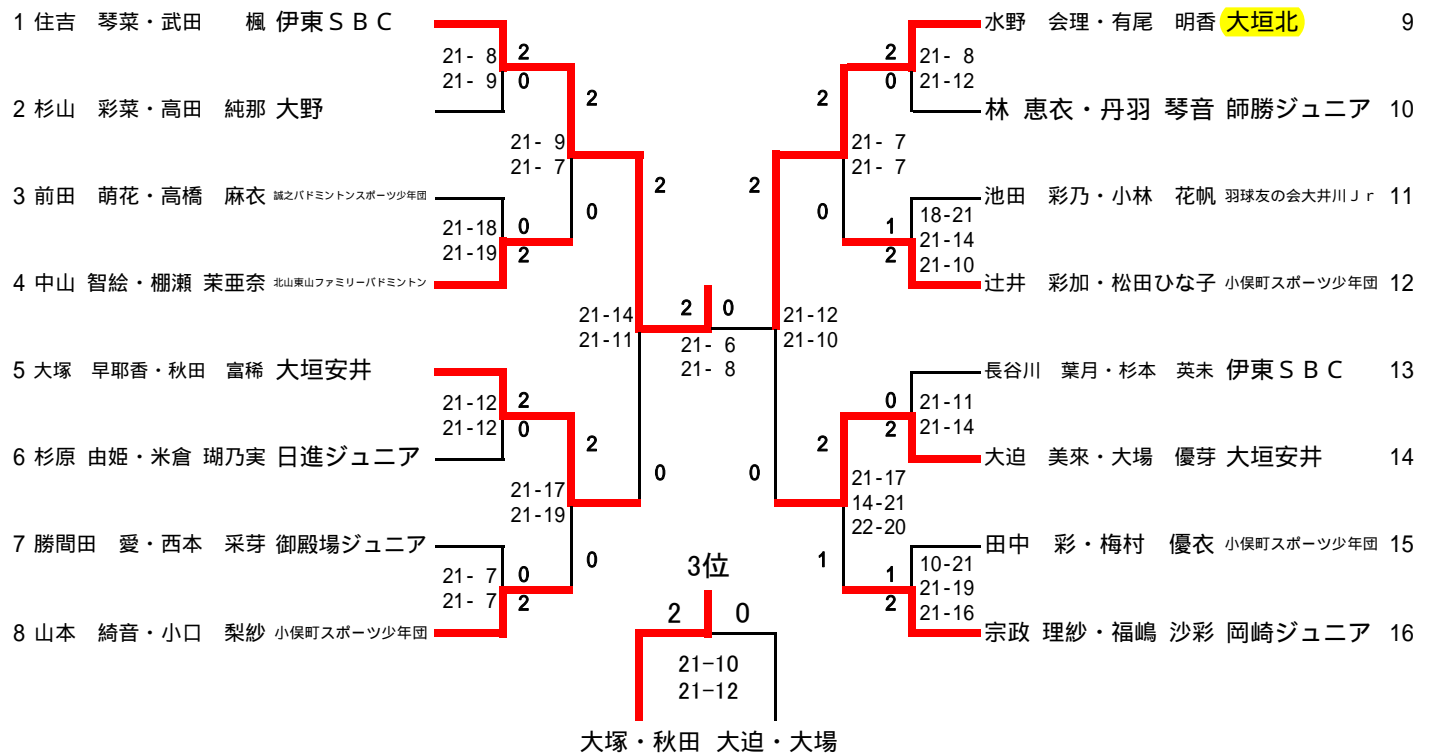 1 住吉 琴菜・武田 楓 伊東ＳＢＣ
21- 8 2
21- 9 0
2 杉山 彩菜・高田 純那 大野
2
21- 9
21- 7
3 前田 萌花・高橋 麻衣 誠之バドミントンスポーツ少年団
0
21-18 0
21-19 2
4 中山 智絵・棚瀬 茉亜奈 北山東山ファミリーバドミントン
2
21-14
21-11
5 大塚 早耶香・秋田 富稀 大垣安井
21-12 2
21-12 0
6 杉原 由姫・米倉 瑚乃実 日進ジュニア
2
0
21-17
21-19
7 勝間田 愛・西本 采芽 御殿場ジュニア
0
21- 7 0
21- 7 2
8 山本 綺音・小口 梨紗 小俣町スポーツ少年団
2 0
21- 6
21- 8
水野 会理・有尾 明香 大垣北 9
2 21- 8
0 21-12
林 恵衣・丹羽 琴音 師勝ジュニア 10
2
21- 7
21- 7
2
池田 彩乃・小林 花帆 羽球友の会大井川Ｊｒ 11
0
18-21
1 21-14
2 21-10
辻井 彩加・松田ひな子 小俣町スポーツ少年団 12
21-12
21-10
長谷川 葉月・杉本 英未 伊東ＳＢＣ 13
0 21-11
2 21-14
大迫 美來・大場 優芽 大垣安井 14
2
0
21-17
14-21
22-20
田中 彩・梅村 優衣 小俣町スポーツ少年団 15
1
10-21
1 21-19
2 21-16
宗政 理紗・福嶋 沙彩 岡崎ジュニア 16
3位
2 0
21-10
21-12
大塚・秋田 大迫・大場